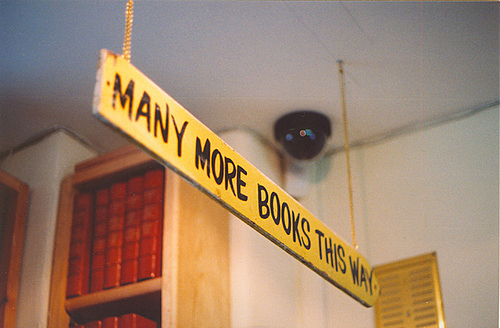 ·MANY MORE BOOKS THIS WAY·